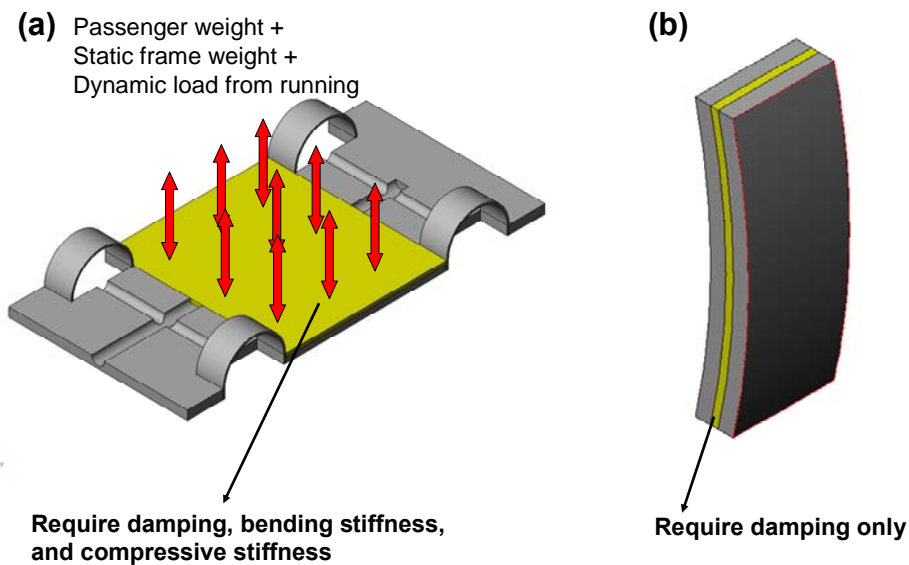 (a) Passenger weight +
Static frame weight +
Dynamic load from running
(b)
Require damping, bending stiffness,
and compressive stiffness
Require damping only